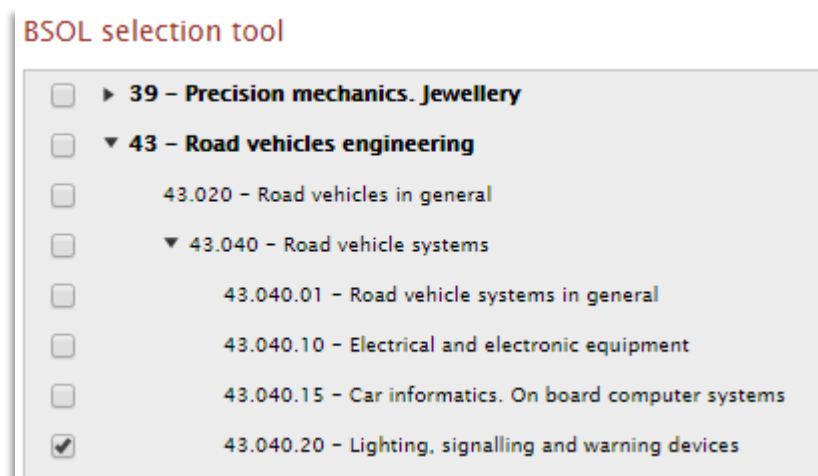 BSOL selection tool
39 – Precision mechanics. Jewellery
43 – Road vehicles engineering
43.020 – Road vehicles in general
43.040 – Road vehicle systems
43.040.01 – Road vehicle systems in general
43.040.10 – Electrical and electronic equipment
43.040.15 – Car informatics. On board computer systems
43.040.20 – Lighting, signalling and warning devices